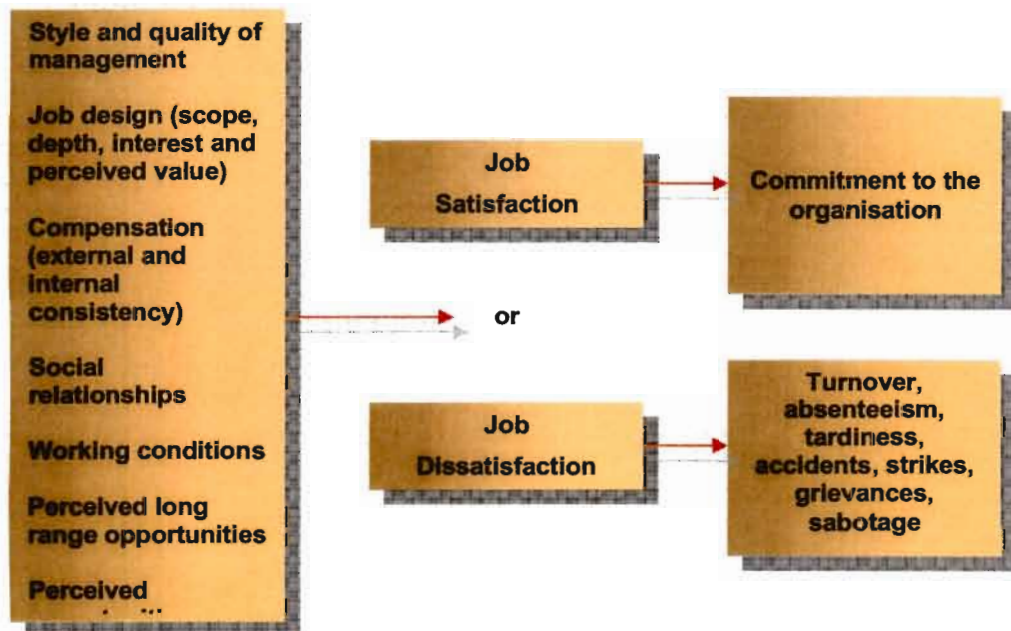 Style and quality of
management
Job design (scope,
depth, interest and
perceived value)
Compensation
(external and
internal
consistency)
Social
relationships
Working conditions
Perceived long
range opportunities
Perceived
Job
Satisfaction
or
Job
Dissatisfaction
Commitment to the
organisation
Turnover,
absenteeism,
tardiness,
accidents, strikes,
grievances,
sabotage